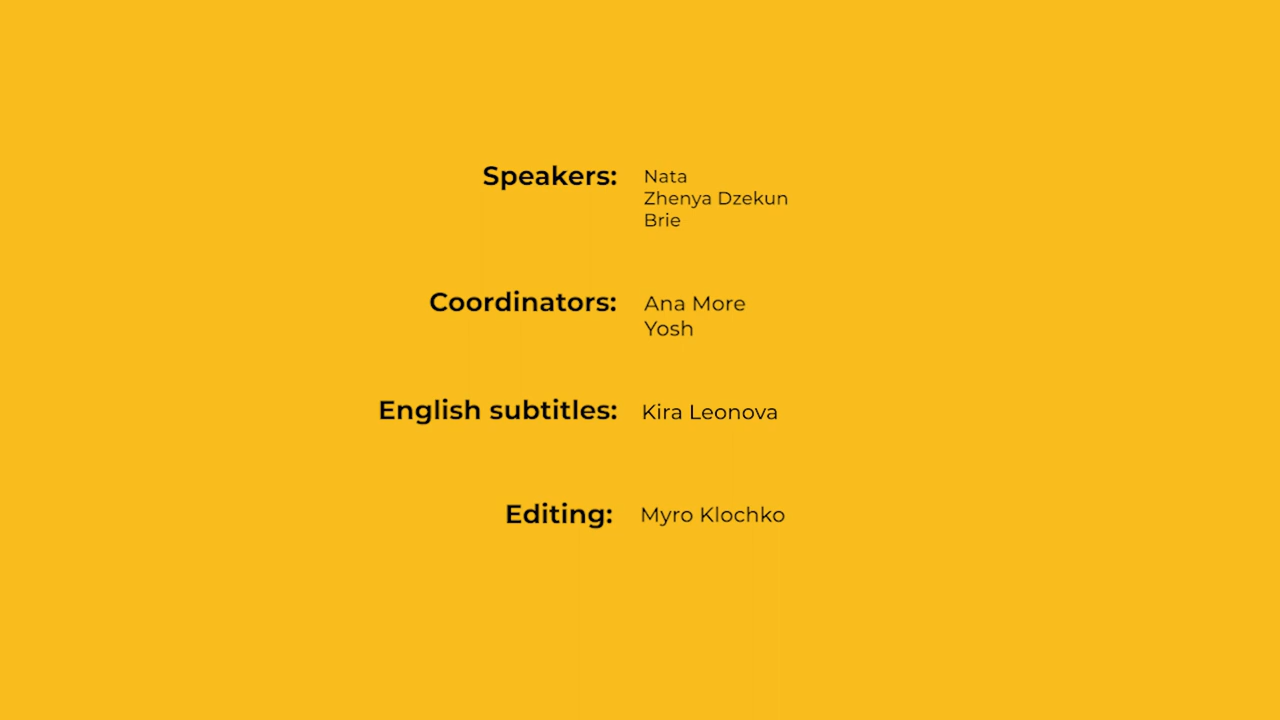 Speakers: Nata
Zhenya Dzekun
Brie
Coordinators: Ana More
Yosh
English subtitles: Kira Leonova
Editing: Myro Klochko